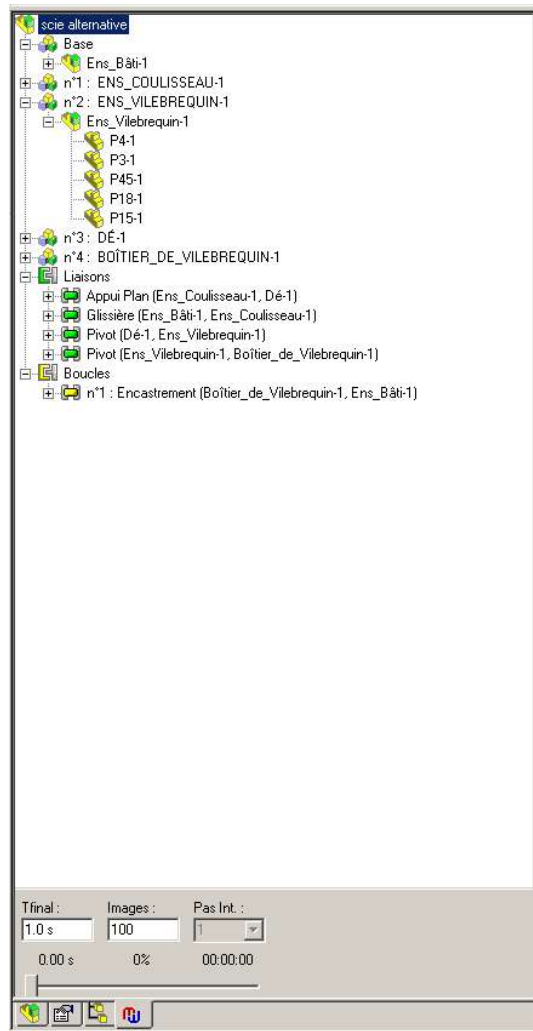 scie alternative
Base
Ens_Bâti-1
n°1 : ENS_COULISSEAU-1
n°2 : ENS_VILEBREQUIN-1
Ens_Vilebrequin-1
P4-1
P3-1
P45-1
P18-1
P15-1
n°3 : DÉ-1
n°4 : BOÎTIER_DE_VILEBREQUIN-1
Liaisons
Appui Plan (Ens_Coulisseau-1, Dé-1)
Glissière (Ens_Bâti-1, Ens_Coulisseau-1)
Pivot (Dé-1, Ens_Vilebrequin-1)
Pivot (Ens_Vilebrequin-1, Boîtier_de_Vilebrequin-1)
Boucles
n°1 : Encastrement (Boîtier_de_Vilebrequin-1, Ens_Bâti-1)
Tfinal : Images : Pas Int. :
1.0 s 100 1
0.00 s 0% 00:00:00